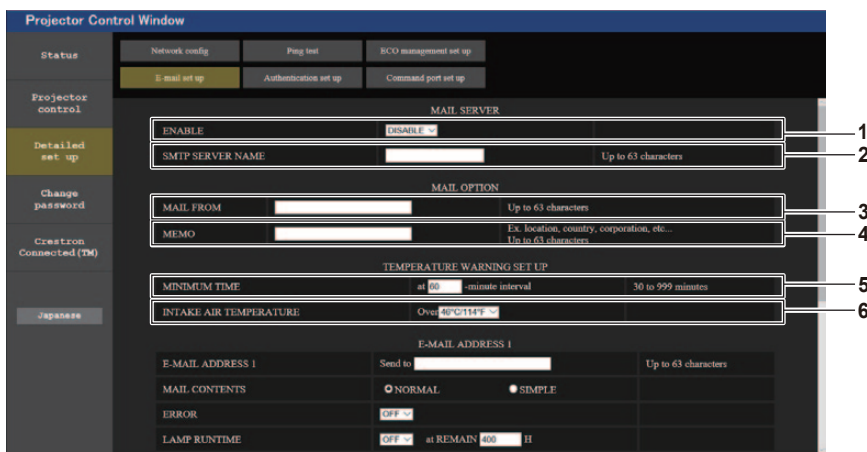 Projector Control Window
Status
Network config
Ping test
ECO management set up
E-mail set up
Authentication set up
Command port set up
Projector
control
Detailed
set up
Change
password
Crestron
Connected(TM)
Japanese
MAIL SERVER
ENABLE
DISABLE
1
SMTP SERVER NAME
Up to 63 characters
2
MAIL OPTION
MAIL FROM
Up to 63 characters
3
MEMO
Ex. location, country, corporation, etc...
Up to 63 characters
4
TEMPERATURE WARNING SET UP
MINIMUM TIME
at 60 -minute interval
30 to 999 minutes
5
INTAKE AIR TEMPERATURE
Over 46°C/114°F
6
E-MAIL ADDRESS 1
E-MAIL ADDRESS 1
Send to
Up to 63 characters
MAIL CONTENTS
NORMAL
SIMPLE
ERROR
OFF
LAMP RUNTIME
OFF
at REMAIN 400 H